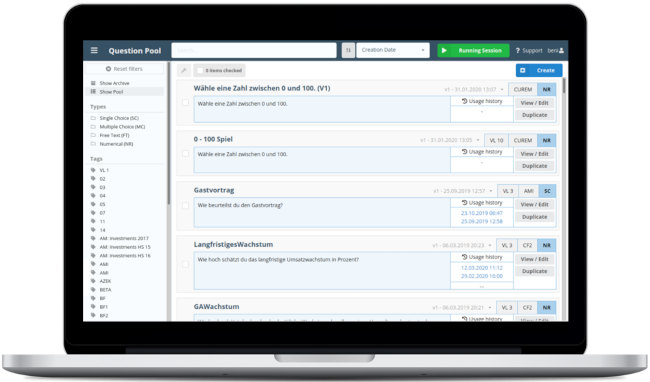 Question Pool
Creation Date
Running Session
? Support
beni
Reset filters
0 items checked
Create
Show Archive
Show Pool
Types
Single Choice (SC)
Multiple Choice (MC)
Free Text (FT)
Numerical (NR)
Tags
VL 1
02
03
04
05
07
11
14
AM: Investments 2017
AM: Investments HS 15
AM: Investments HS 16
AMI
AMI
AZEK
BETA
BF
BF1
BF2
Wähle eine Zahl zwischen 0 und 100. (V1)
v1 - 31.01.2020 13:07
CUREM
NR
Wähle eine Zahl zwischen 0 und 100.
Usage history
-
View / Edit
Duplicate
0 - 100 Spiel
v1 - 31.01.2020 13:05
VL 10
CUREM
NR
Wähle eine Zahl zwischen 0 und 100.
Usage history
-
View / Edit
Duplicate
Gastvortrag
v1 - 25.09.2019 12:57
VL 3
AMI
SC
Wie beurteilst du den Gastvortrag?
Usage history
23.10.2019 06:47
25.09.2019 12:58
View / Edit
Duplicate
LangfristigesWachstum
v1 - 06.03.2019 20:23
VL 3
CF2
NR
Wie hoch schätzt du das langfristige Umsatzwachstum in Prozent?
Usage history
12.03.2020 11:12
29.02.2020 16:00
...
View / Edit
Duplicate
GAWachstum
v1 - 06.03.2019 20:21
VL 3
CF2
NR
Usage history
View / Edit